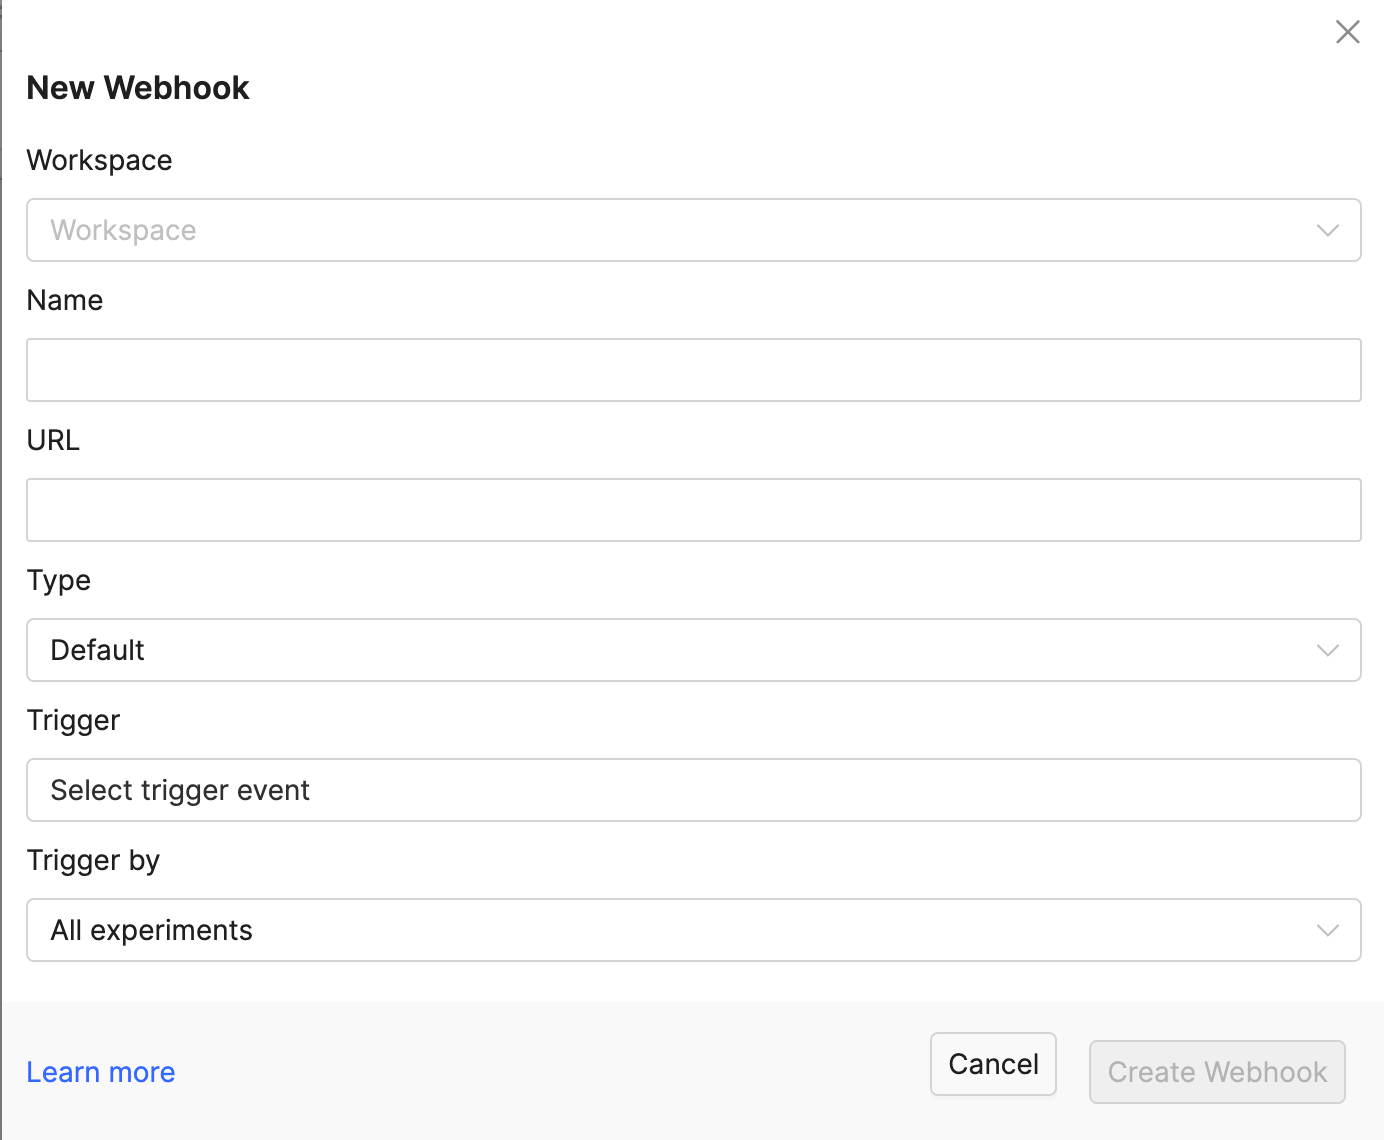 New Webhook
Workspace
Workspace
Name
URL
Type
Default
Trigger
Select trigger event
Trigger by
All experiments
Learn more
Cancel
Create Webhook